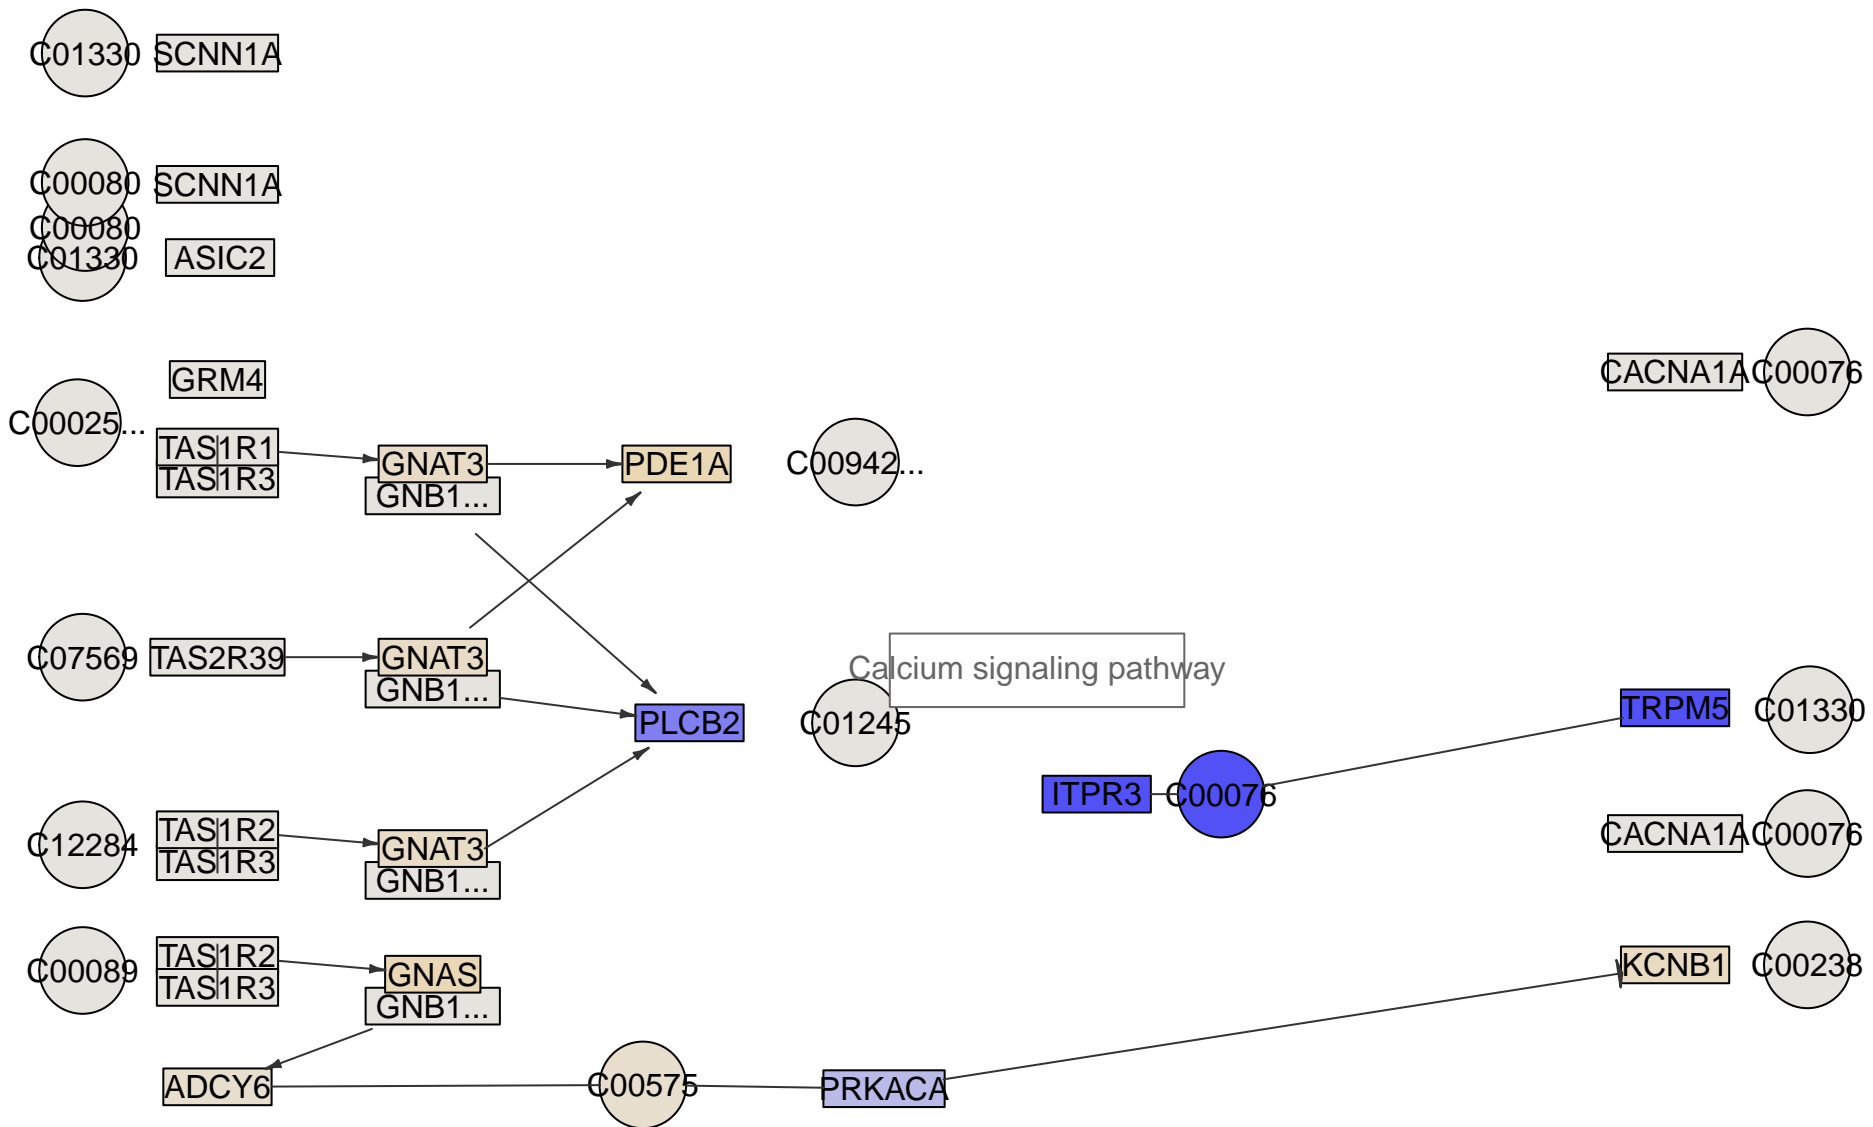 C01330 SCNN1A
C00080 SCNN1A
C00080
C01330 ASIC2
GRM4
CACNA1A C00076
C00025...
TAS1R1
GNAT3 PDE1A C00942...
TAS1R3
GNB1...
C07569 TAS2R39 GNAT3
Calcium signaling pathway
GNB1...
TRPM5 C01330
PLCB2 C01245
ITPR3 C00076
TAS1R2
CACNA1A C00076
C12284
GNAT3
TAS1R3
GNB1...
TAS1R2
KCNB1 C00238
C00089
GNAS
TAS1R3
GNB1...
ADCY6 C00575 PRKACA